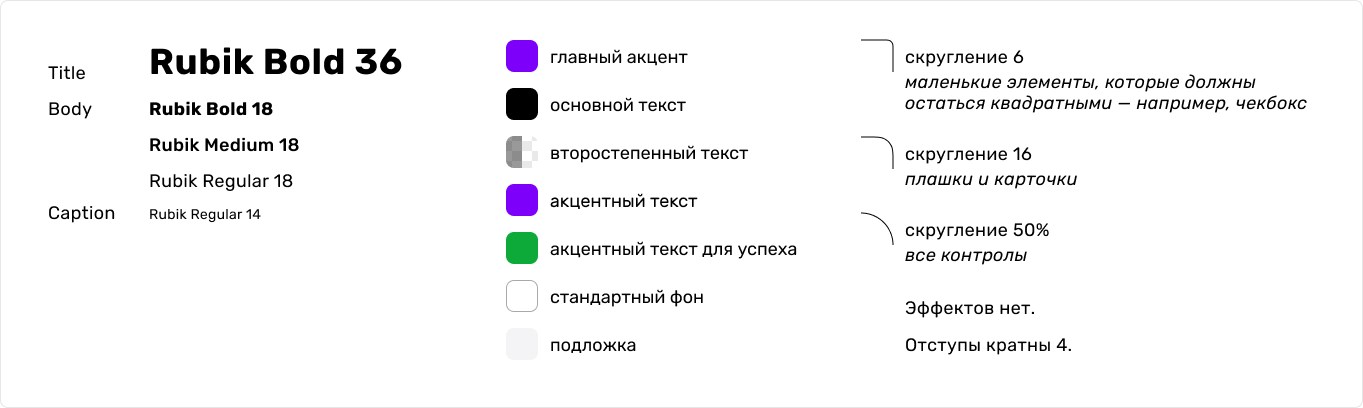 Title
Rubik Bold 36
Body
Rubik Bold 18
Rubik Medium 18
Rubik Regular 18
Caption
Rubik Regular 14
главный акцент
основной текст
второстепенный текст
акцентный текст
акцентный текст для успеха
стандартный фон
подложка
скругление 6
маленькие элементы, которые должны
остаться квадратными — например, чекбокс
скругление 16
плашки и карточки
скругление 50%
все контролы
Эффектов нет.
Отступы кратны 4.